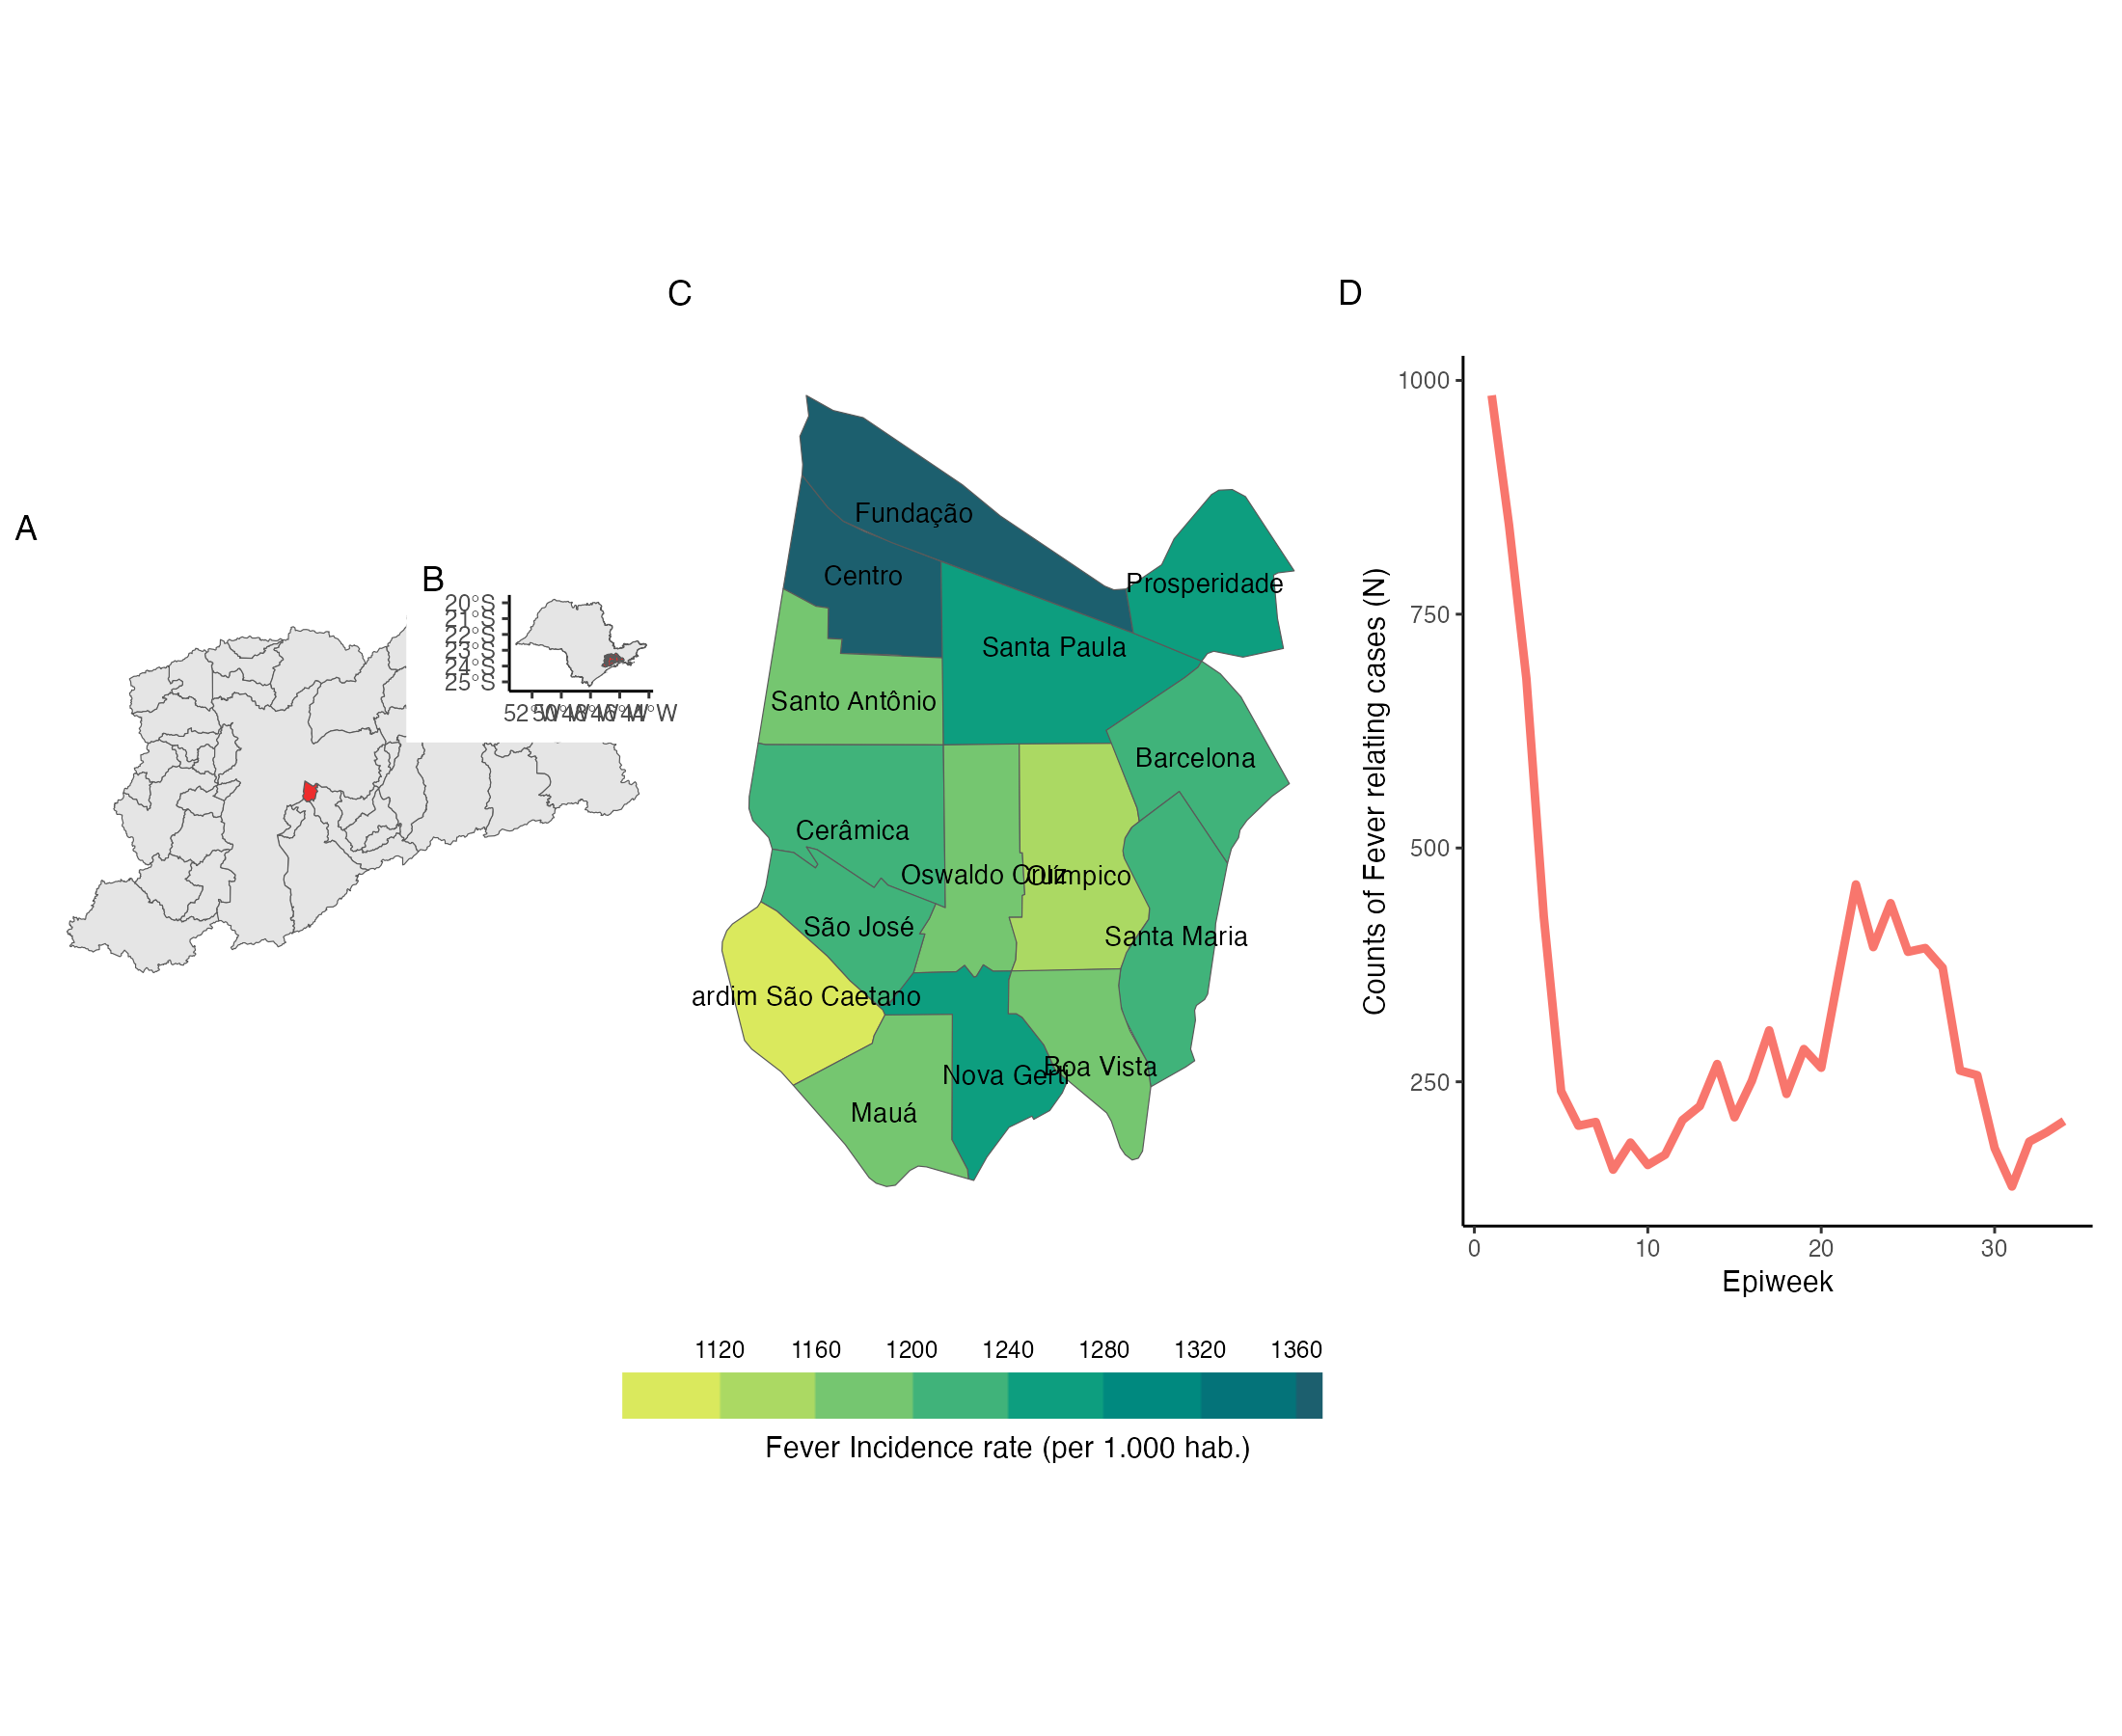 A
B
20°S
21°S
22°S
23°S
24°S
25°S
52°W
50°W
48°W
46°W
44°W
C
Fundação
Centro
Prosperidade
Santa Paula
Santo Antônio
Barcelona
Cerâmica
Oswaldo Cruz
Olímpico
São José
Santa Maria
ardim São Caetano
Boa Vista
Nova Gerti
Mauá
1120 1160 1200 1240 1280 1320 1360
Fever Incidence rate (per 1.000 hab.)
D
Counts of Fever relating cases (N)
1000
750
500
250
0 10 20 30
Epiweek